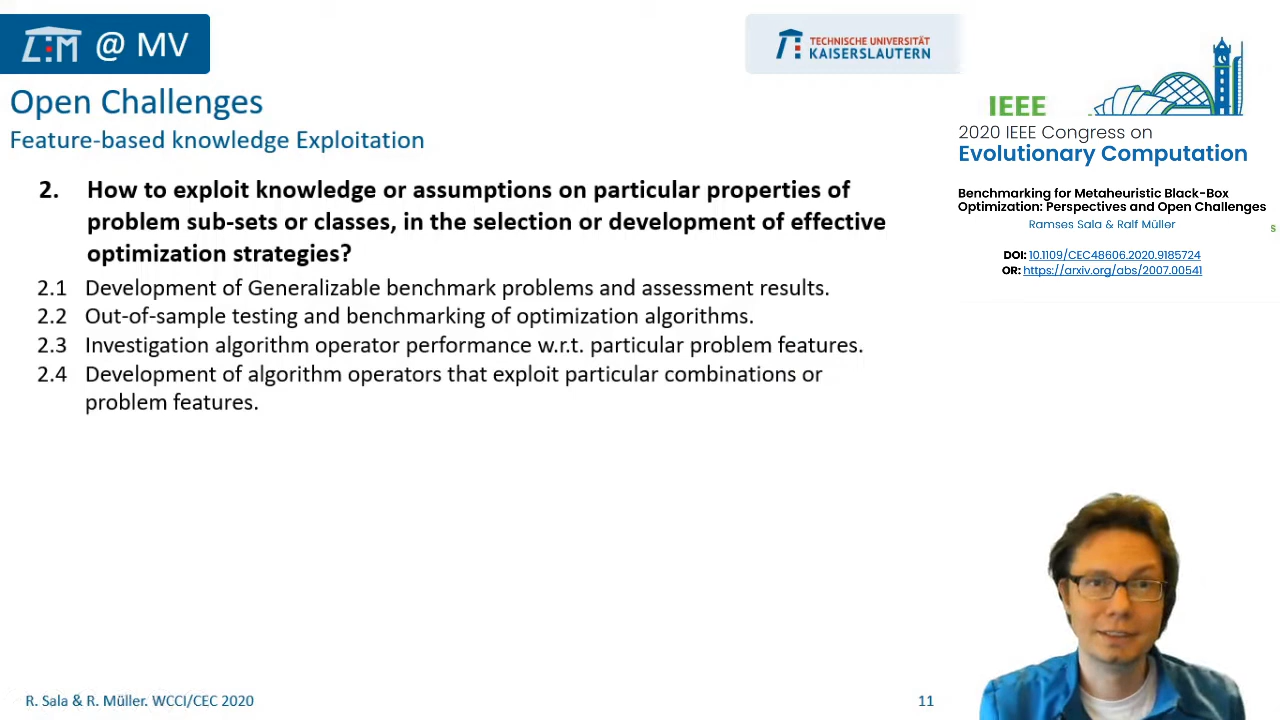 LEM @ MV
TECHNISCHE UNIVERSITÄT
KAISERSLAUTERN
Open Challenges
Feature-based knowledge Exploitation
2. How to exploit knowledge or assumptions on particular properties of
problem sub-sets or classes, in the selection or development of effective
optimization strategies?
2.1 Development of Generalizable benchmark problems and assessment results.
2.2 Out-of-sample testing and benchmarking of optimization algorithms.
2.3 Investigation algorithm operator performance w.r.t. particular problem features.
2.4 Development of algorithm operators that exploit particular combinations or
problem features.
IEEE
2020 IEEE Congress on
Evolutionary Computation
Benchmarking for Metaheuristic Black-Box
Optimization: Perspectives and Open Challenges
Ramses Sala & Ralf Müller
s
DOI: 10.1109/CEC48606.2020.9185724
OR: https://arxiv.org/abs/2007.00541
R. Sala & R. Müller. WCCI/CEC 2020
11